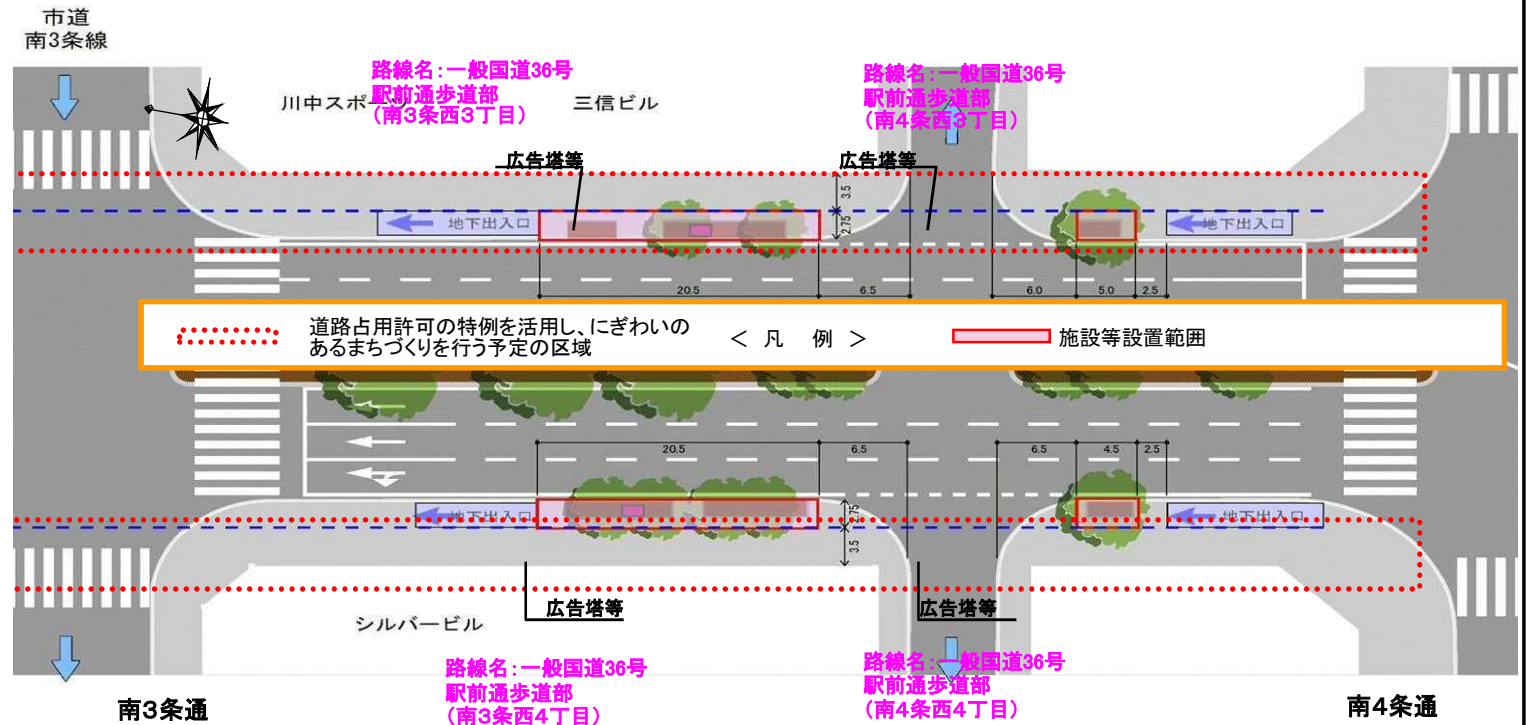 市道
南3条線
路線名：一般国道36号
駅前通歩道部
（南3条西3丁目）
川中スポーツ
三信ビル
路線名：一般国道36号
駅前通歩道部
（南4条西3丁目）
広告塔等
広告塔等
3.5
2.75
地下出入口
地下出入口
20.5
6.5
6.0
5.0
2.5
道路占用許可の特例を活用し、にぎわいの
あるまちづくりを行う予定の区域
＜ 凡 例 ＞
施設等設置範囲
20.5
6.5
6.5
4.5
2.5
地下出入口
地下出入口
2.75
3.5
広告塔等
広告塔等
シルバービル
路線名：一般国道36号
駅前通歩道部
（南3条西4丁目）
路線名：一般国道36号
駅前通歩道部
（南4条西4丁目）
南3条通
南4条通